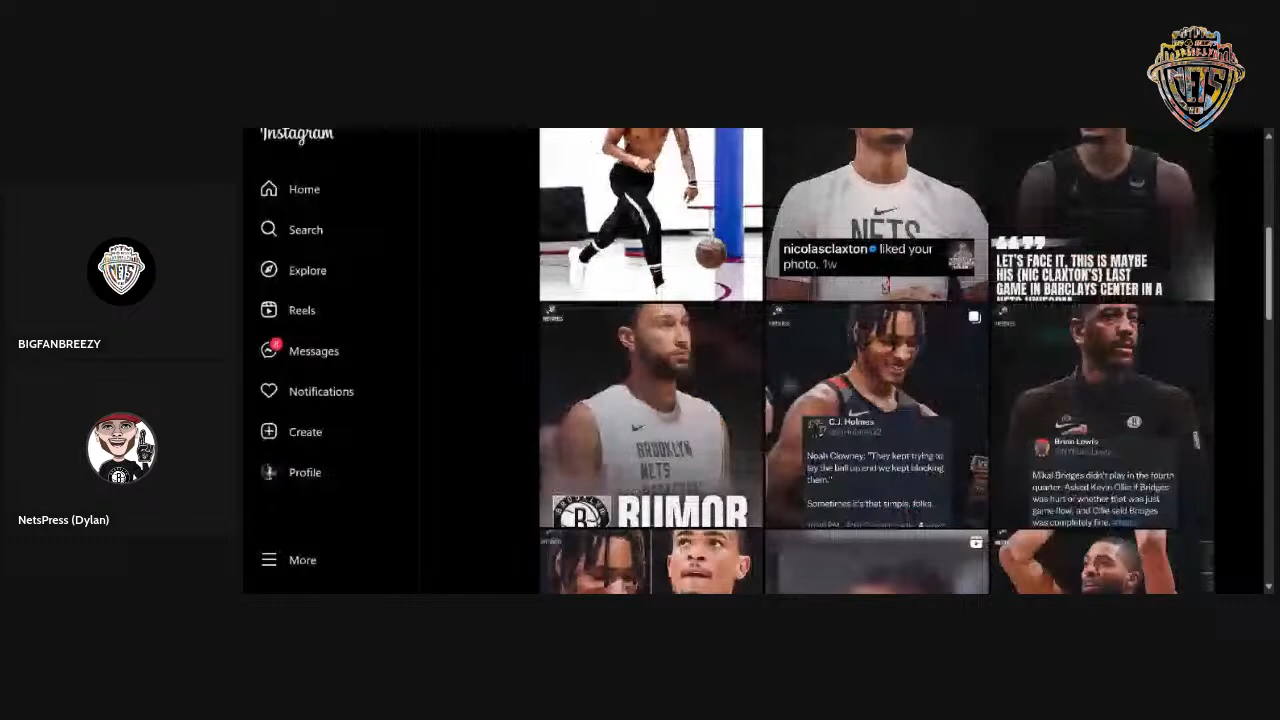 NETS
Instagram
Home
Search
Explore
Reels
8
Messages
Notifications
Create
Profile
More
BIGFANBREEZY
NetsPress (Dylan)
NETS
nicolasclaxton liked your
photo. 1w
LET'S FACE IT, THIS IS MAYBE
HIS (NIC CLAXTON'S) LAST
GAME IN BARCLAYS CENTER IN A
NETS UNIFORM
BROOKLYN
NETS
B
RUMOR
C.J. Holmes
Noah Clowney: "They kept trying to
lay the ball up and we kept blocking
them."
Sometimes it's that simple, folks.
Brian Lewis
Mikal Bridges didn't play in the fourth
quarter. Asked Kevin Ollie if Bridges
was hurt or whether that was just
game flow, and Ollie said Bridges
was completely fine.